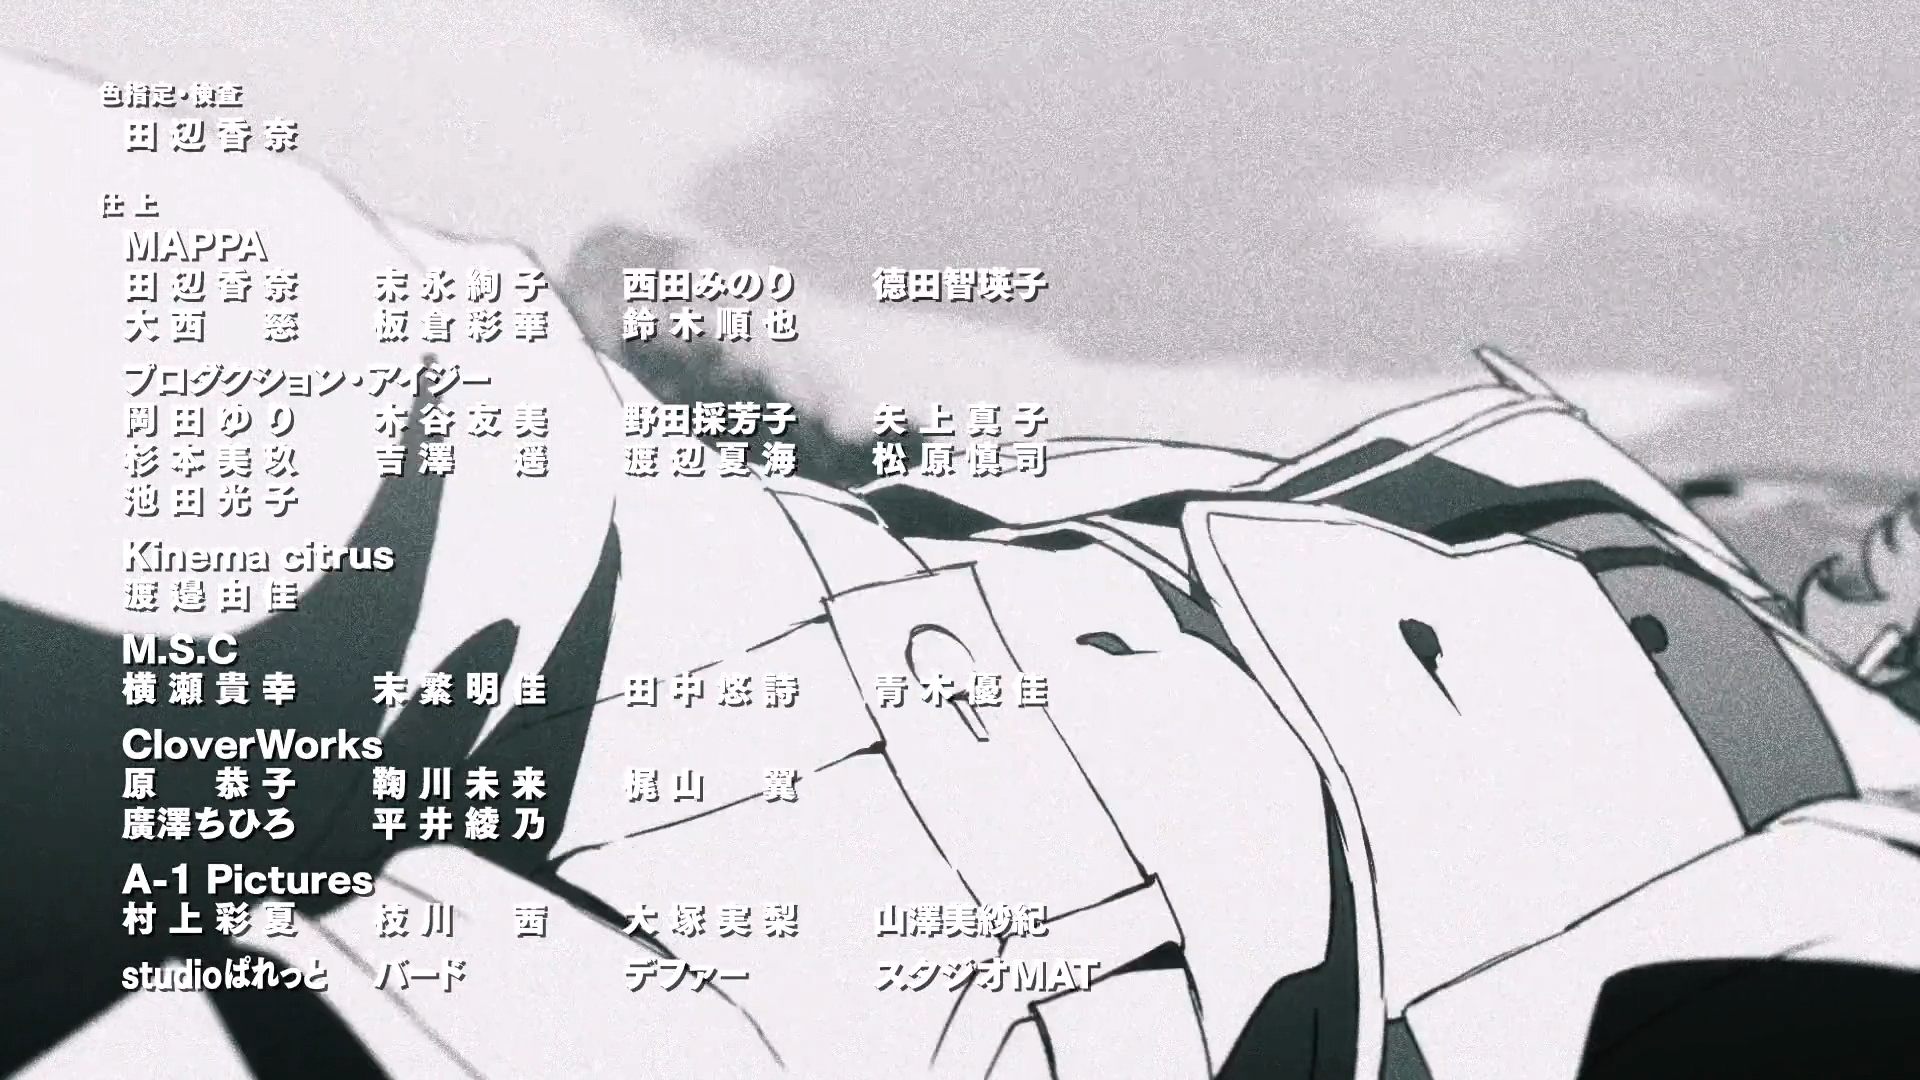 色指定・検査
田辺香奈
仕上
MAPPA
田辺香奈 末永絢子 西田みのり 徳田智瑛子
大西 慈 板倉彩華 鈴木順也
プロダクション・アイジー
岡田ゆり 木谷友美 野田採芳子 矢上真子
杉本美玖 吉澤 遥 渡辺夏海 松原慎司
池田光子
Kinema citrus
渡邉由佳
M.S.C
横瀬貴幸 末繁明佳 田中悠詩 青木優佳
CloverWorks
原 恭子 鞠川未来 梶山 翼
廣澤ちひろ 平井綾乃
A-1 Pictures
村上彩夏 枝川 茜 大塚実梨 山澤美紗紀
studioぱれっと バード デファー スタジオMAT